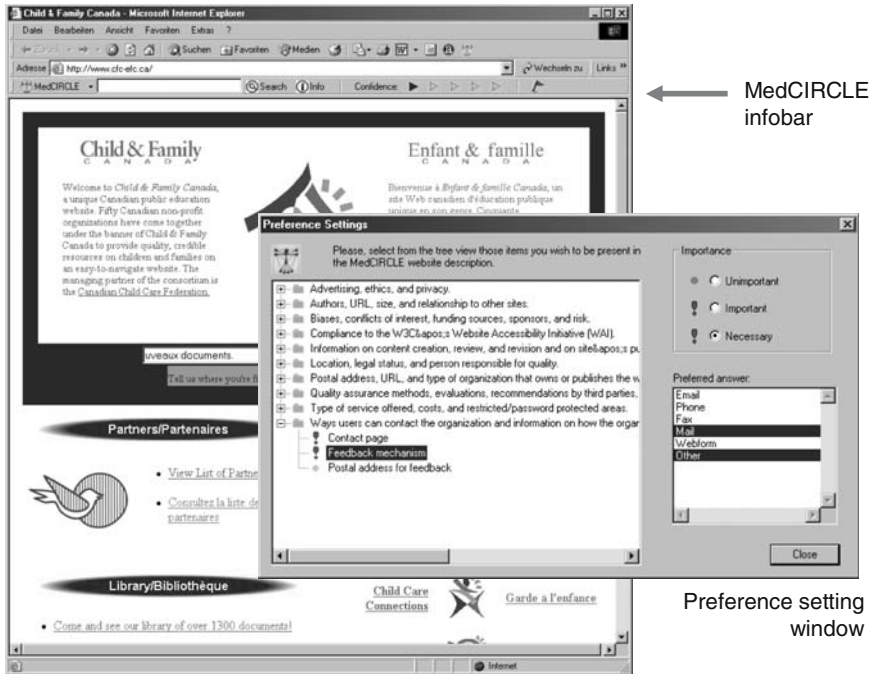 Child & Family Canada - Microsoft Internet Explorer
Datei Bearbeiten Ansicht Favoriten Extras ?
Zurück Suchen Favoriten Medien
Adresse http://www.cfc-efc.ca/ Wechseln zu Links »
MedCIRCLE Search Info Confidence:
MedCIRCLE
infobar
Child & Family
CANADA
Enfant & famille
CANADA
Welcome to Child & Family Canada,
a unique Canadian public education
website. Fifty Canadian non-profit
organizations have come together
under the banner of Child & Family
Canada to provide quality, credible
resources on children and families on
an easy-to-navigate website. The
managing partner of the consortium is
the Canadian Child Care Federation.
Bienvenue à Enfant & famille Canada, un
site Web canadien d'éducation publique
unique en son genre. Cinquante
uveaux documents.
Tell us where you're
Partners/Partenaires
• View List of Partne
• Consultez la liste de
partenaires
Library/Bibliothèque
• Come and see our library of over 1300 documents!
Child Care
Connections
Garde à l'enfance
Internet
Preference Settings
Please, select from the tree view those items you wish to be present in
the MedCIRCLE website description.
Advertising, ethics, and privacy.
Authors, URL, size, and relationship to other sites.
Biases, conflicts of interest, funding sources, sponsors, and risk.
Compliance to the W3C&apos;s Website Accessibility Initiative (WAI).
Information on content creation, review, and revision and on site&apos;s pu
Location, legal status, and person responsible for quality.
Postal address, URL, and type of organization that owns or publishes the w
Quality assurance methods, evaluations, recommendations by third parties.
Type of service offered, costs, and restricted/password protected areas.
Ways users can contact the organization and information on how the organ
Contact page
Feedback mechanism
Postal address for feedback
Importance
Unimportant
Important
Necessary
Preferred answer:
Email
Phone
Fax
Mail
Webform
Other
Close
Preference setting
window